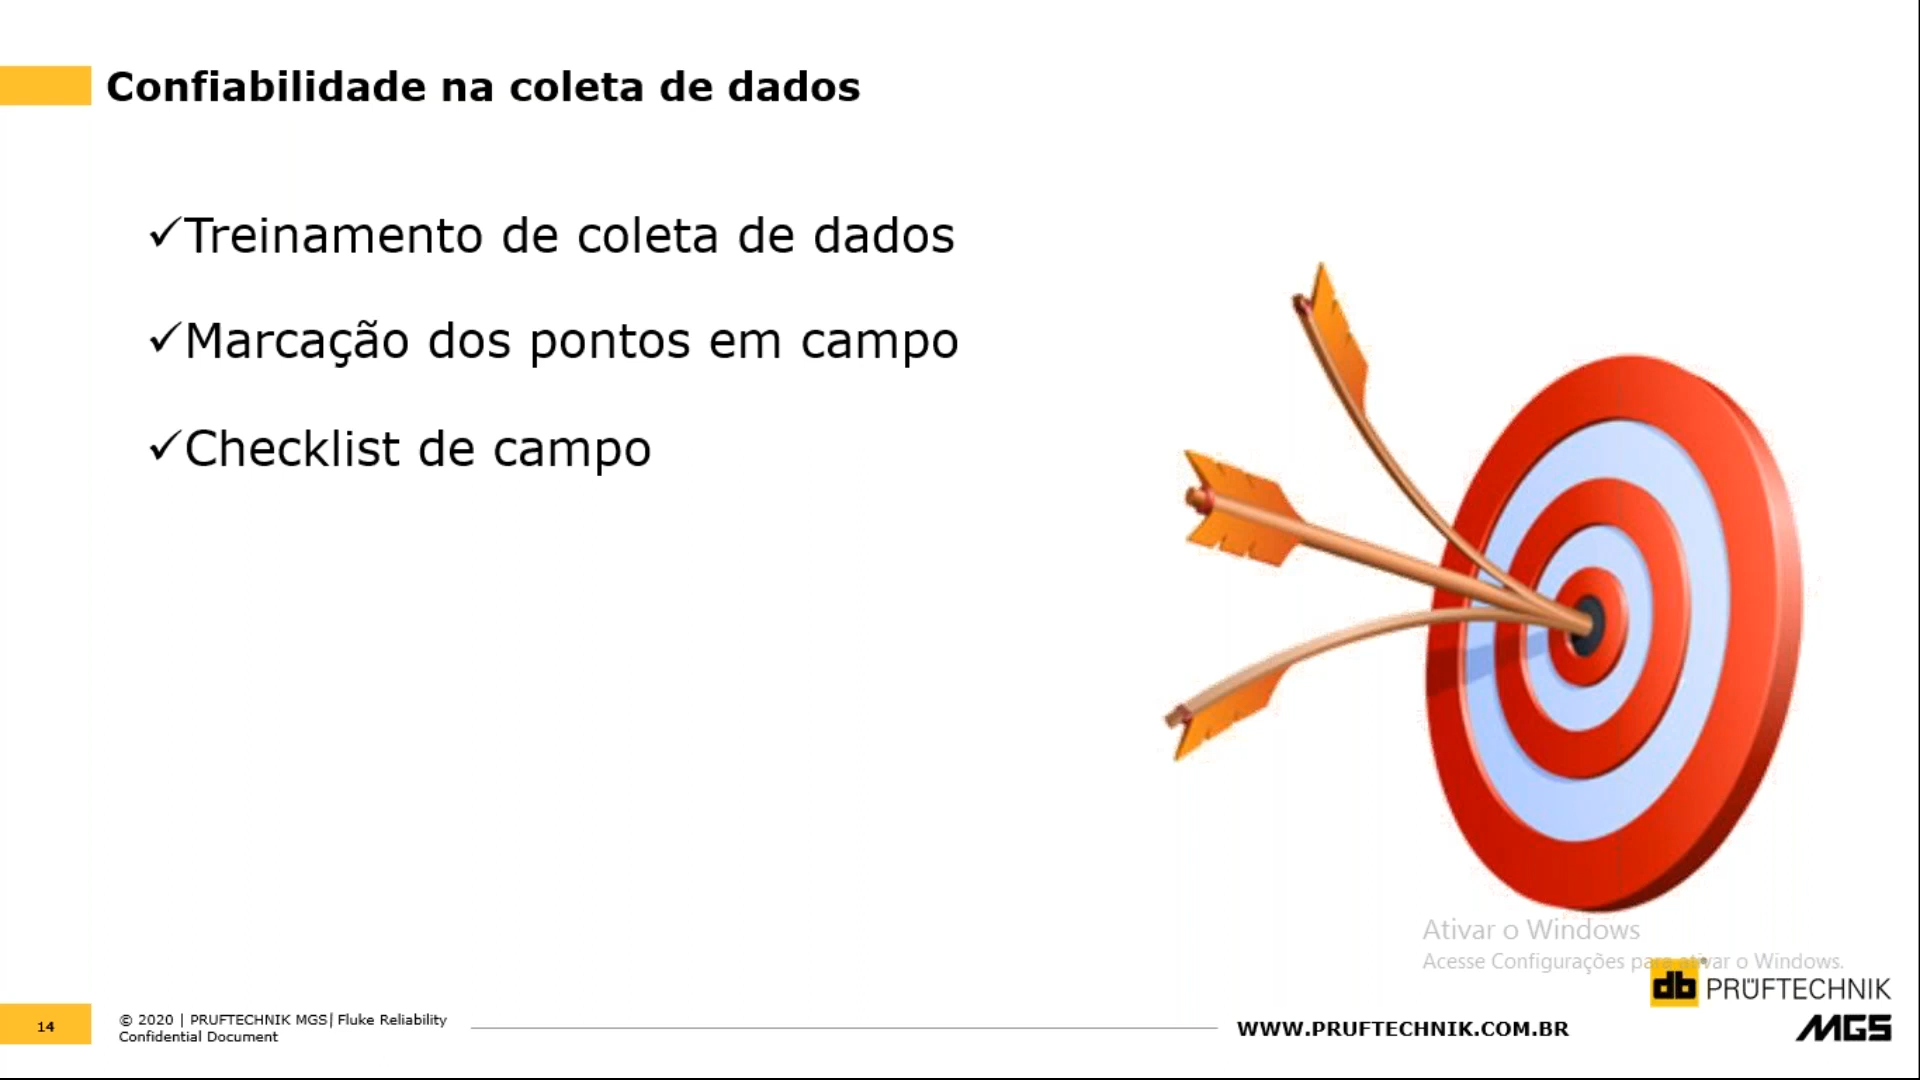 Confiabilidade na coleta de dados
✓Treinamento de coleta de dados
✓Marcação dos pontos em campo
✓Checklist de campo
Ativar o Windows
Acesse Configurações para ativar o Windows.
db PRÜFTECHNIK
14
© 2020 | PRUFTECHNIK MGS| Fluke Reliability
Confidential Document
WWW.PRUFTECHNIK.COM.BR
MGS